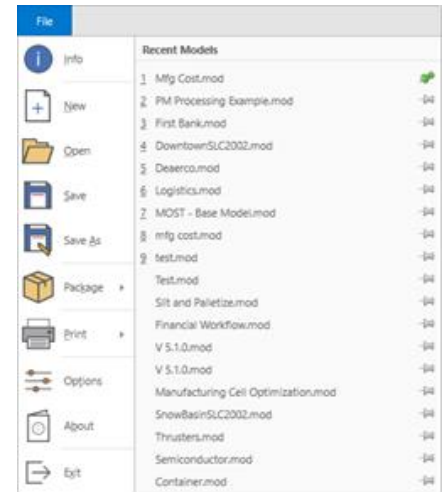 File
Info
New
Open
Save
Save As
Package
Print
Options
About
Exit
Recent Models
1 Mfg Cost.mod
2 PM Processing Example.mod
3 First Bank.mod
4 DowntownSLC2002.mod
5 Deaerco.mod
6 Logistics.mod
7 MOST - Base Model.mod
8 mfg cost.mod
9 test.mod
Test.mod
Slit and Palletize.mod
Financial Workflow.mod
V 5.1.0.mod
V 5.1.0.mod
Manufacturing Cell Optimization.mod
SnowBasinSLC2002.mod
Thrusters.mod
Semiconductor.mod
Container.mod